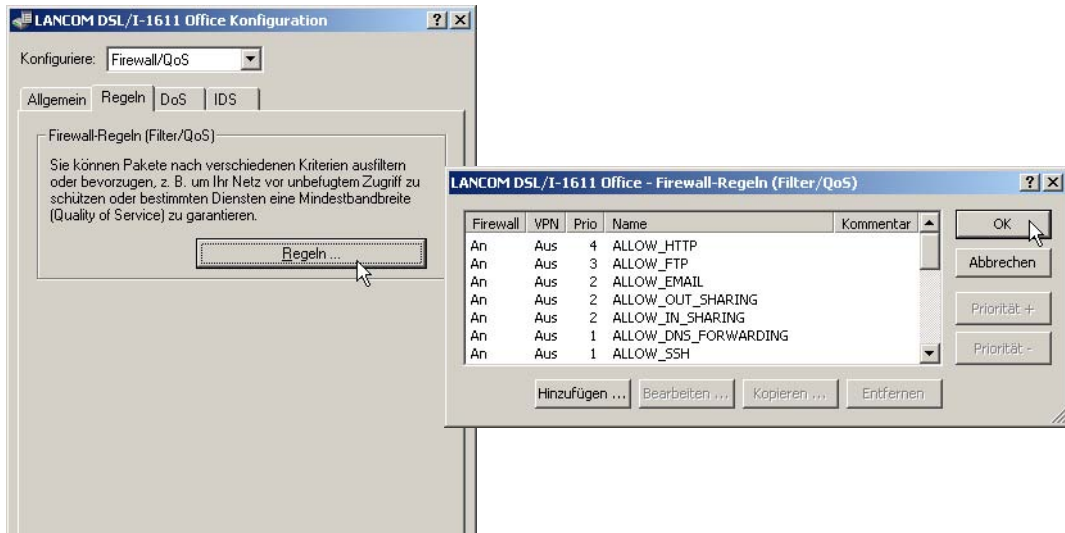 LANCOM DSL/I-1611 Office Konfiguration
Konfiguriere: Firewall/QoS
Allgemein Regeln DoS IDS
Firewall-Regeln (Filter/QoS)
Sie können Pakete nach verschiedenen Kriterien ausfiltern
oder bevorzugen, z. B. um Ihr Netz vor unbefugtem Zugriff zu
schützen oder bestimmten Diensten eine Mindestbandbreite
(Quality of Service) zu garantieren.
Regeln ...
LANCOM DSL/I-1611 Office - Firewall-Regeln (Filter/QoS)
Firewall VPN Prio Name Kommentar
An Aus 4 ALLOW_HTTP
An Aus 3 ALLOW_FTP
An Aus 2 ALLOW_EMAIL
An Aus 2 ALLOW_OUT_SHARING
An Aus 2 ALLOW_IN_SHARING
An Aus 1 ALLOW_DNS_FORWARDING
An Aus 1 ALLOW_SSH
OK
Abbrechen
Priorität +
Priorität -
Hinzufügen ... Bearbeiten ... Kopieren ... Entfernen